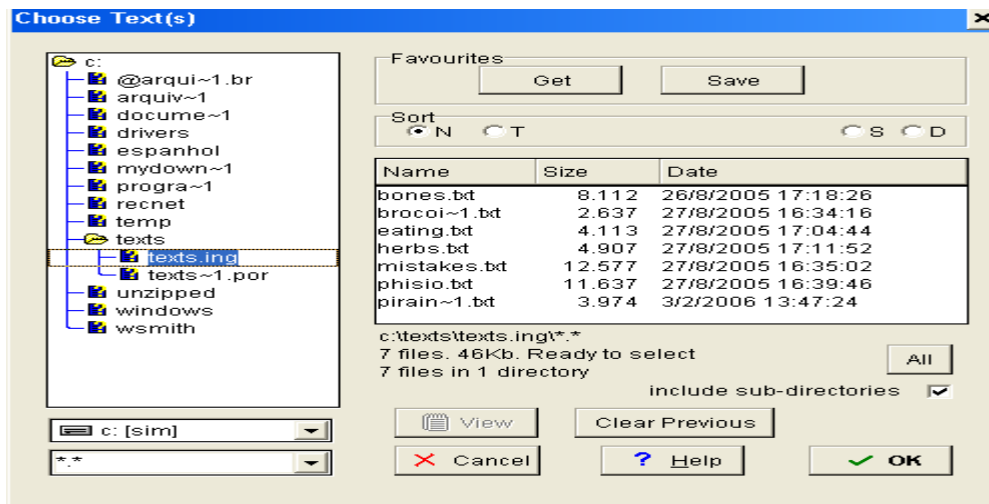 Choose Text(s)
c:
@arqui~1.br
arquiv~1
docume~1
drivers
espanhol
mydown~1
progra~1
recnet
temp
texts
texts.ing
texts~1.por
unzipped
windows
wsmith
c: [sim]
*.*
Favourites
Get Save
Sort
N T S D
Name Size Date
bones.txt 8.112 26/8/2005 17:18:26
brocoi~1.txt 2.637 27/8/2005 16:34:16
eating.txt 4.113 27/8/2005 17:04:44
herbs.txt 4.907 27/8/2005 17:11:52
mistakes.txt 12.577 27/8/2005 16:35:02
phisio.txt 11.637 27/8/2005 16:39:46
pirain~1.txt 3.974 3/2/2006 13:47:24
c:\texts\texts.ing\*.*
7 files. 46Kb. Ready to select
7 files in 1 directory
All
include sub-directories
View Clear Previous
Cancel ? Help OK